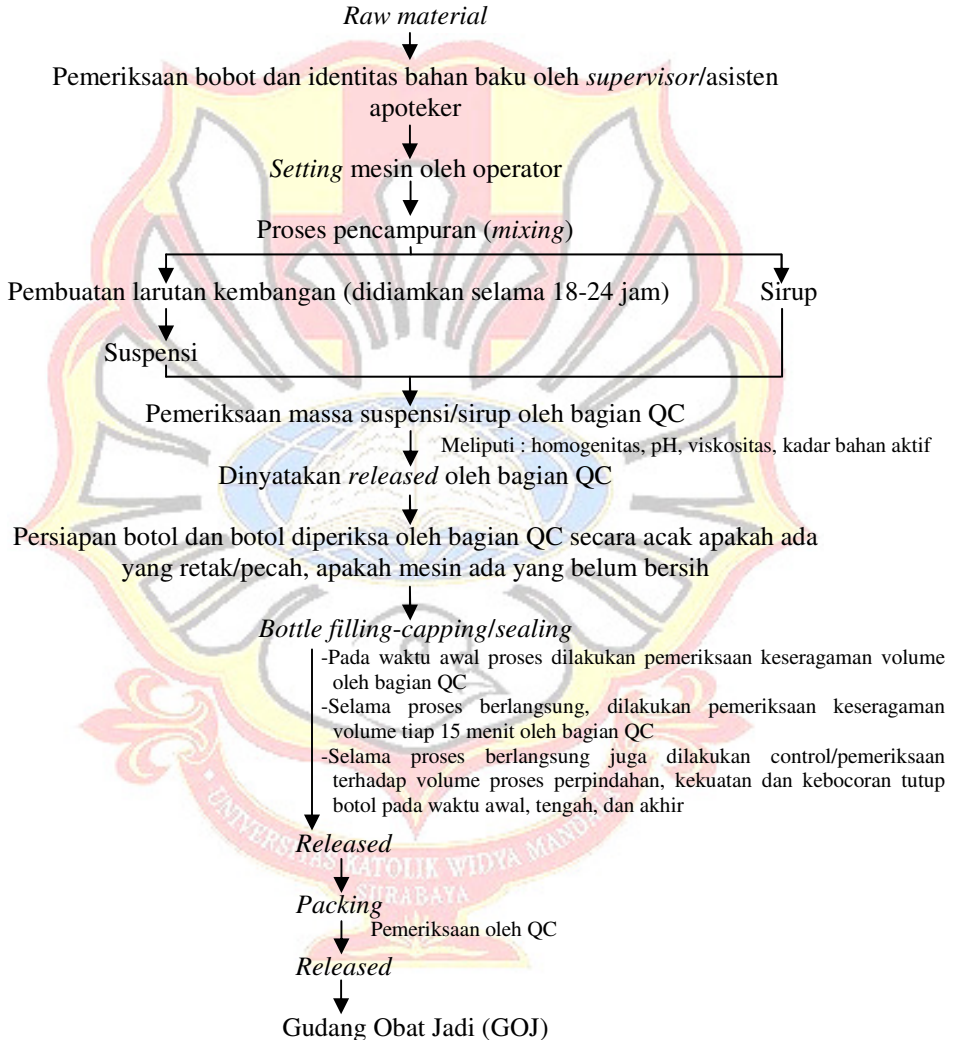 Raw material
Pemeriksaan bobot dan identitas bahan baku oleh supervisor/asisten
apoteker
Setting mesin oleh operator
Proses pencampuran (mixing)
Pembuatan larutan kembangan (didiamkan selama 18-24 jam)
Sirup
Suspensi
Pemeriksaan massa suspensi/sirup oleh bagian QC
Meliputi : homogenitas, pH, viskositas, kadar bahan aktif
Dinyatakan released oleh bagian QC
Persiapan botol dan botol diperiksa oleh bagian QC secara acak apakah ada
yang retak/pecah, apakah mesin ada yang belum bersih
Bottle filling-capping/sealing
-Pada waktu awal proses dilakukan pemeriksaan keseragaman volume
oleh bagian QC
-Selama proses berlangsung, dilakukan pemeriksaan keseragaman
volume tiap 15 menit oleh bagian QC
-Selama proses berlangsung juga dilakukan control/pemeriksaan
terhadap volume proses perpindahan, kekuatan dan kebocoran tutup
botol pada waktu awal, tengah, dan akhir
Released
UNIVERSITAS KATOLIK WIDYA MANDALA
SURABAYA
Packing
Pemeriksaan oleh QC
Released
Gudang Obat Jadi (GOJ)